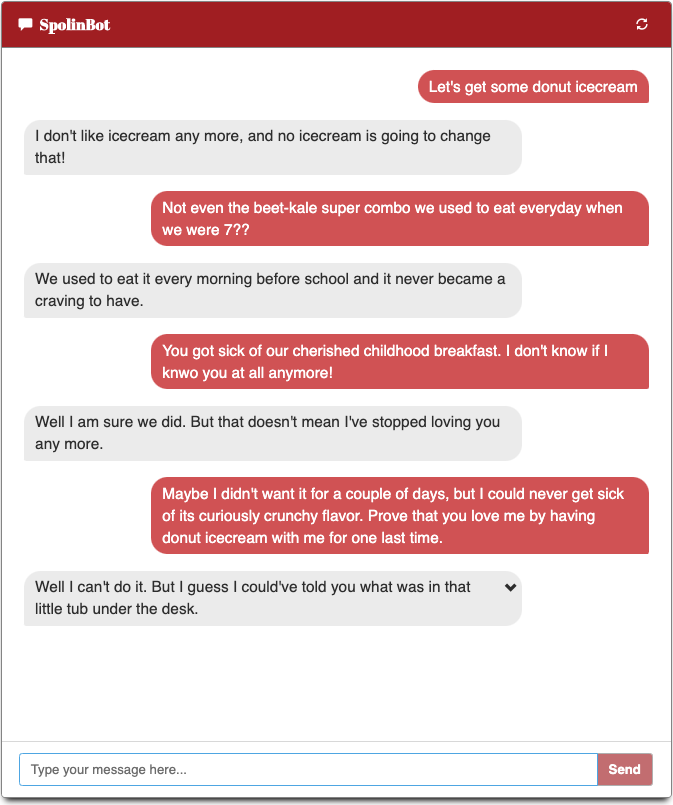 SpolinBot
Let's get some donut icecream
I don't like icecream any more, and no icecream is going to change
that!
Not even the beet-kale super combo we used to eat everyday when
we were 7??
We used to eat it every morning before school and it never became a
craving to have.
You got sick of our cherished childhood breakfast. I don't know if I
knwo you at all anymore!
Well I am sure we did. But that doesn't mean I've stopped loving you
any more.
Maybe I didn't want it for a couple of days, but I could never get sick
of its curiously crunchy flavor. Prove that you love me by having
donut icecream with me for one last time.
Well I can't do it. But I guess I could've told you what was in that
little tub under the desk.
Type your message here...
Send